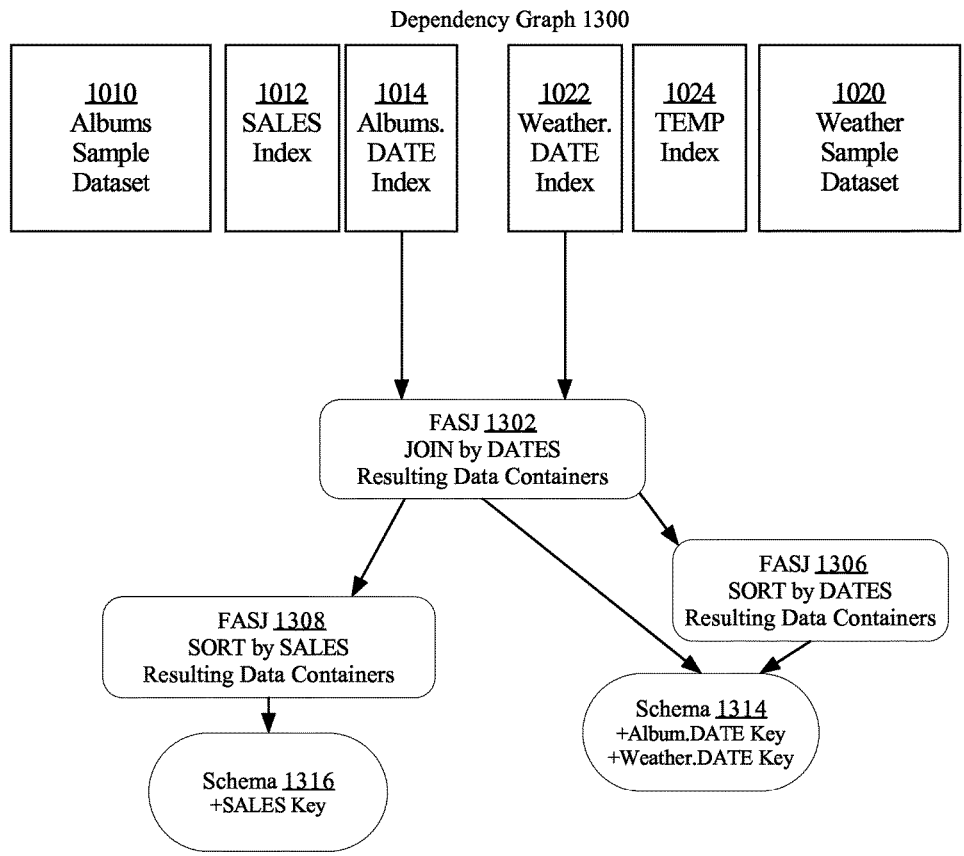 Dependency Graph 1300
1010
Albums
Sample
Dataset
1012
SALES
Index
1014
Albums.
DATE
Index
1022
Weather.
DATE
Index
1024
TEMP
Index
1020
Weather
Sample
Dataset
FASJ 1302
JOIN by DATES
Resulting Data Containers
FASJ 1306
SORT by DATES
Resulting Data Containers
FASJ 1308
SORT by SALES
Resulting Data Containers
Schema 1314
+Album.DATE Key
+Weather.DATE Key
Schema 1316
+SALES Key